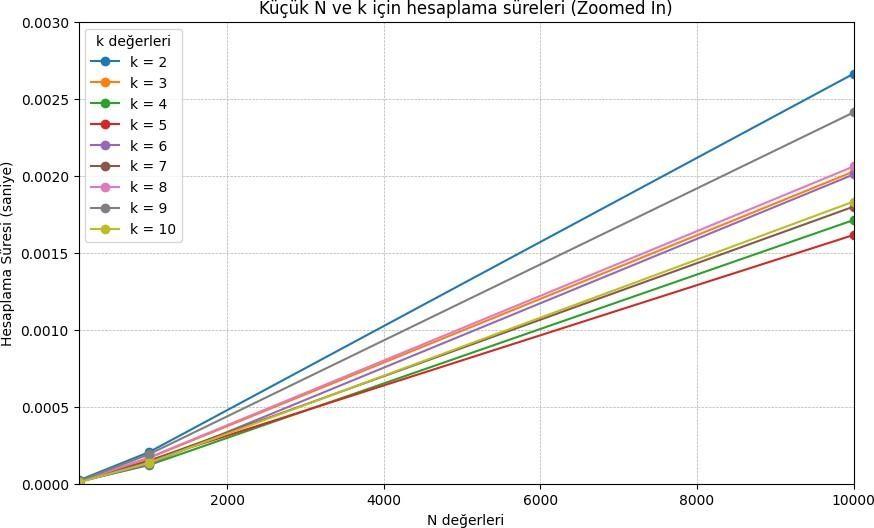 Küçük N ve k için hesaplama süreleri (Zoomed In)
0.0030
0.0025
0.0020
0.0015
0.0010
0.0005
0.0000
Hesaplama Süresi (saniye)
k değerleri
k = 2
k = 3
k = 4
k = 5
k = 6
k = 7
k = 8
k = 9
k = 10
2000 4000 6000 8000 10000
N değerleri